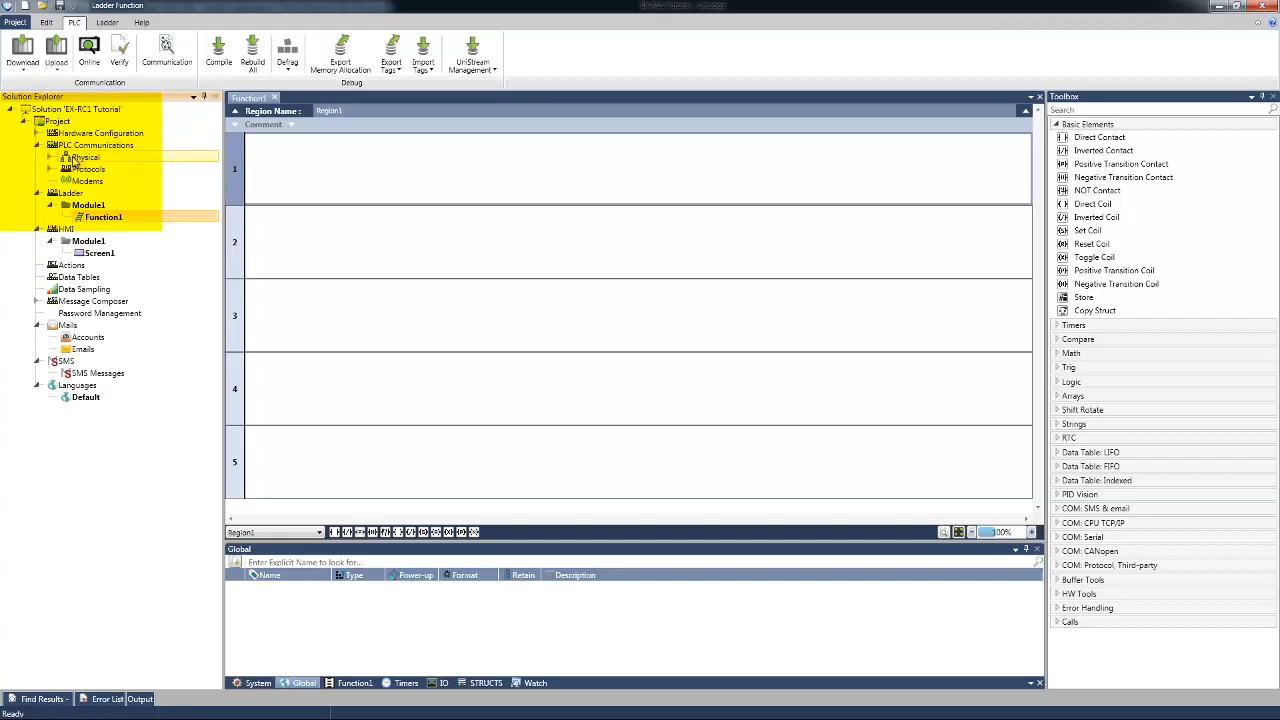 Ladder Function
Project Edit PLC Ladder Help
Download Upload Online Verify Communication Compile Rebuild All Defrag Export Memory Allocation Export Tags Import Tags UniStream Management
Communication Debug
Solution Explorer
Solution 'EX-RC1 Tutorial'
Project
Hardware Configuration
PLC Communications
Physical
Protocols
Modems
Ladder
Module1
Function1
HMI
Module1
Screen1
Actions
Data Tables
Data Sampling
Message Composer
Password Management
Mails
Accounts
Emails
SMS
SMS Messages
Languages
Default
Function1
Region Name : Region1
Comment
1
2
3
4
5
Region1
100%
Global
Enter Explicit Name to look for...
Name Type Power-up Format Retain Description
System Global Function1 Timers IO STRUCTS Watch
Toolbox
Search
Basic Elements
Direct Contact
Inverted Contact
Positive Transition Contact
Negative Transition Contact
NOT Contact
Direct Coil
Inverted Coil
Set Coil
Reset Coil
Toggle Coil
Positive Transition Coil
Negative Transition Coil
Store
Copy Struct
Timers
Compare
Math
Trig
Logic
Arrays
Shift Rotate
Strings
RTC
Data Table: LIFO
Data Table: FIFO
Data Table: Indexed
PID Vision
COM: SMS & email
COM: CPU TCP/IP
COM: Serial
COM: CANopen
COM: Protocol, Third-party
Buffer Tools
HW Tools
Error Handling
Calls
Find Results - Error List Output
Ready